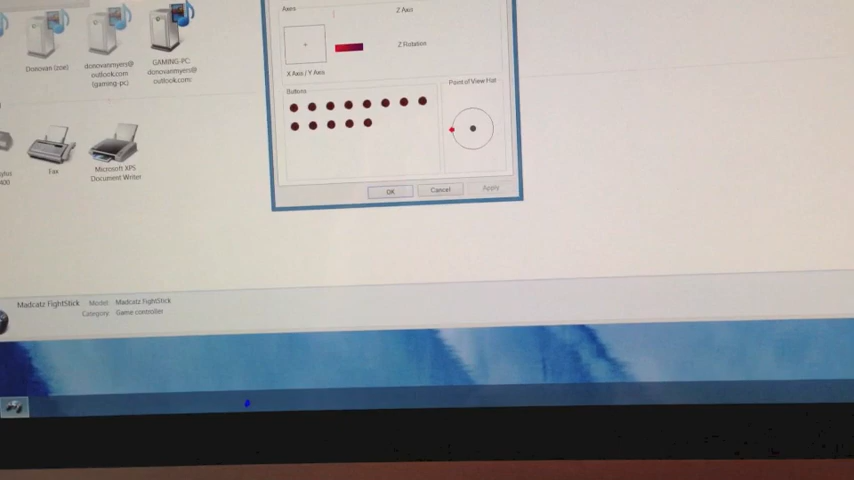 Axes
Z Axis
Z Rotation
X Axis / Y Axis
Buttons
Point of View Hat
OK
Cancel
Apply
Donovan (zoe)
donovanmyers@
outlook.com
(gaming-pc)
GAMING-PC:
donovanmyers@
outlook.com:
Fax
Microsoft XPS
Document Writer
Madcatz FightStick
Model: Madcatz FightStick
Category: Game controller